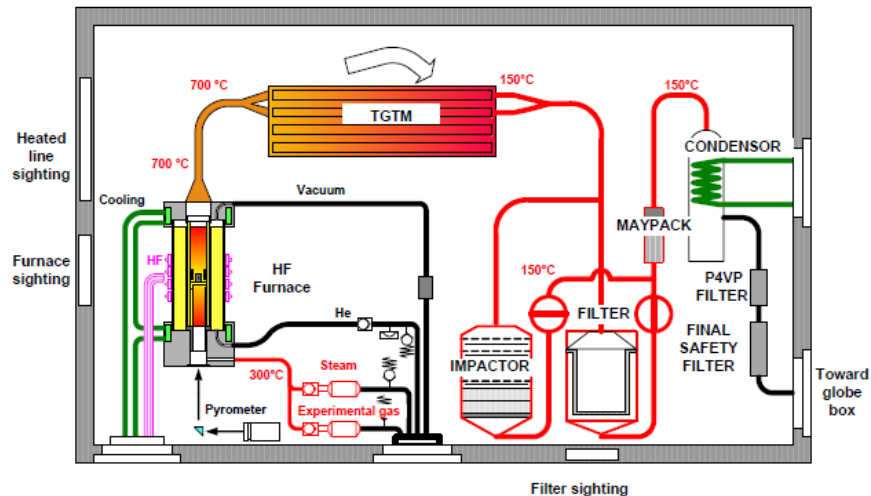 700 °C
150°C
150°C
TGTM
CONDENSOR
Heated
line
sighting
700 °C
Vacuum
Cooling
MAYPACK
Furnace
sighting
HF
HF
Furnace
150°C
P4VP
FILTER
He
FILTER
FINAL
SAFETY
FILTER
IMPACTOR
300°C
Steam
Toward
globe
box
Pyrometer
Experimental gas
Filter sighting